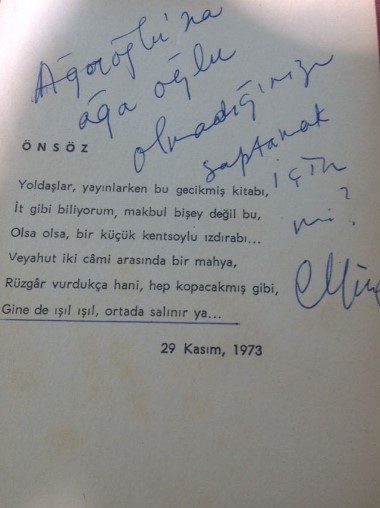 Ağaoğlu'na
ağa oğlu
olmadığınızı
saptamak
için
mi?
ÖNSÖZ
Yoldaşlar, yayınlarken bu gecikmiş kitabı,
İt gibi biliyorum, makbul bişey değil bu,
Olsa olsa, bir küçük kentsoylu ızdırabı...
Veyahut iki câmi arasında bir mahya,
Rüzgâr vurdukça hani, hep kopacakmış gibi,
Gine de ışıl ışıl, ortada salınır ya...
29 Kasım, 1973